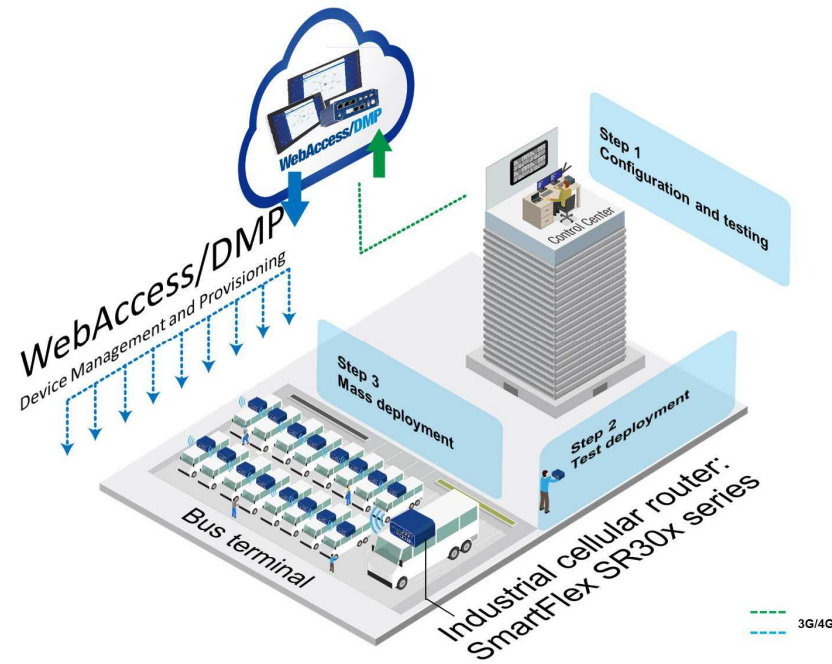 WebAccess/DMP
Step 1
Configuration and testing
Control Center
WebAccess/DMP
Device Management and Provisioning
Step 3
Mass deployment
Step 2
Test deployment
Bus terminal
Industrial cellular router:
SmartFlex SR30x series
3G/4G